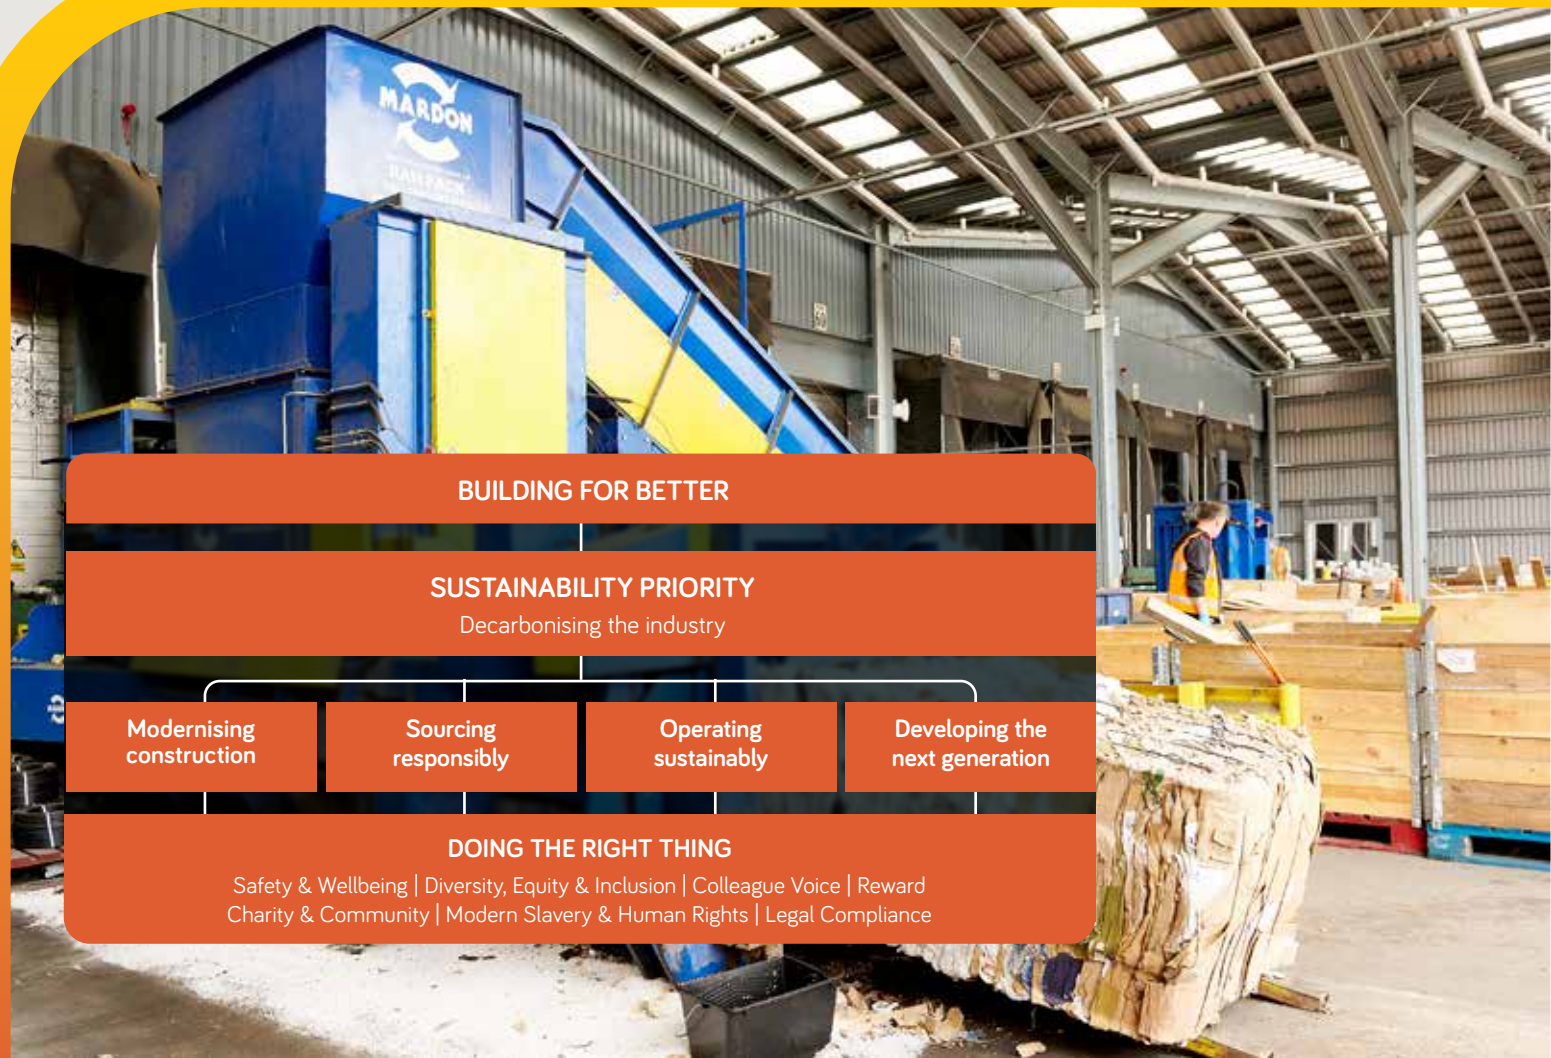 MARDON
BUILDING FOR BETTER
SUSTAINABILITY PRIORITY
Decarbonising the industry
Modernising
construction
Sourcing
responsibly
Operating
sustainably
Developing the
next generation
DOING THE RIGHT THING
Safety & Wellbeing | Diversity, Equity & Inclusion | Colleague Voice | Reward
Charity & Community | Modern Slavery & Human Rights | Legal Compliance